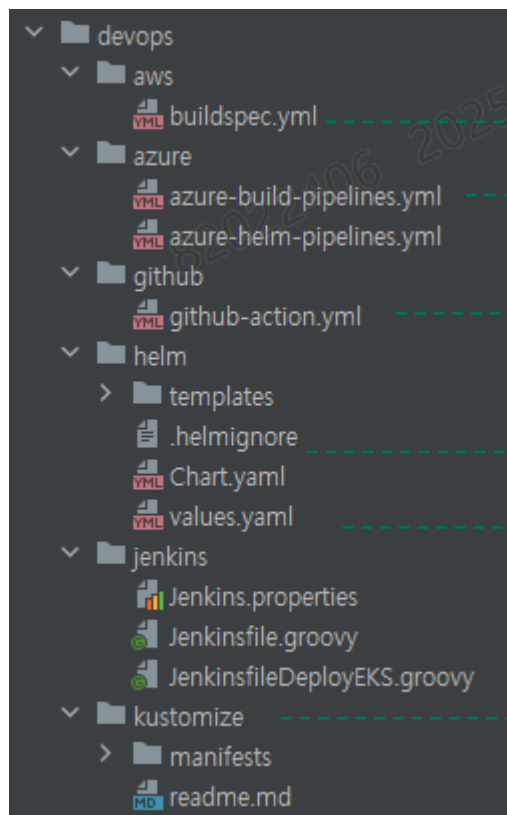 devops
aws
buildspec.yml
azure
azure-build-pipelines.yml
azure-helm-pipelines.yml
github
github-action.yml
helm
templates
.helmignore
Chart.yaml
values.yaml
jenkins
Jenkins.properties
Jenkinsfile.groovy
JenkinsfileDeployEKS.groovy
kustomize
manifests
readme.md